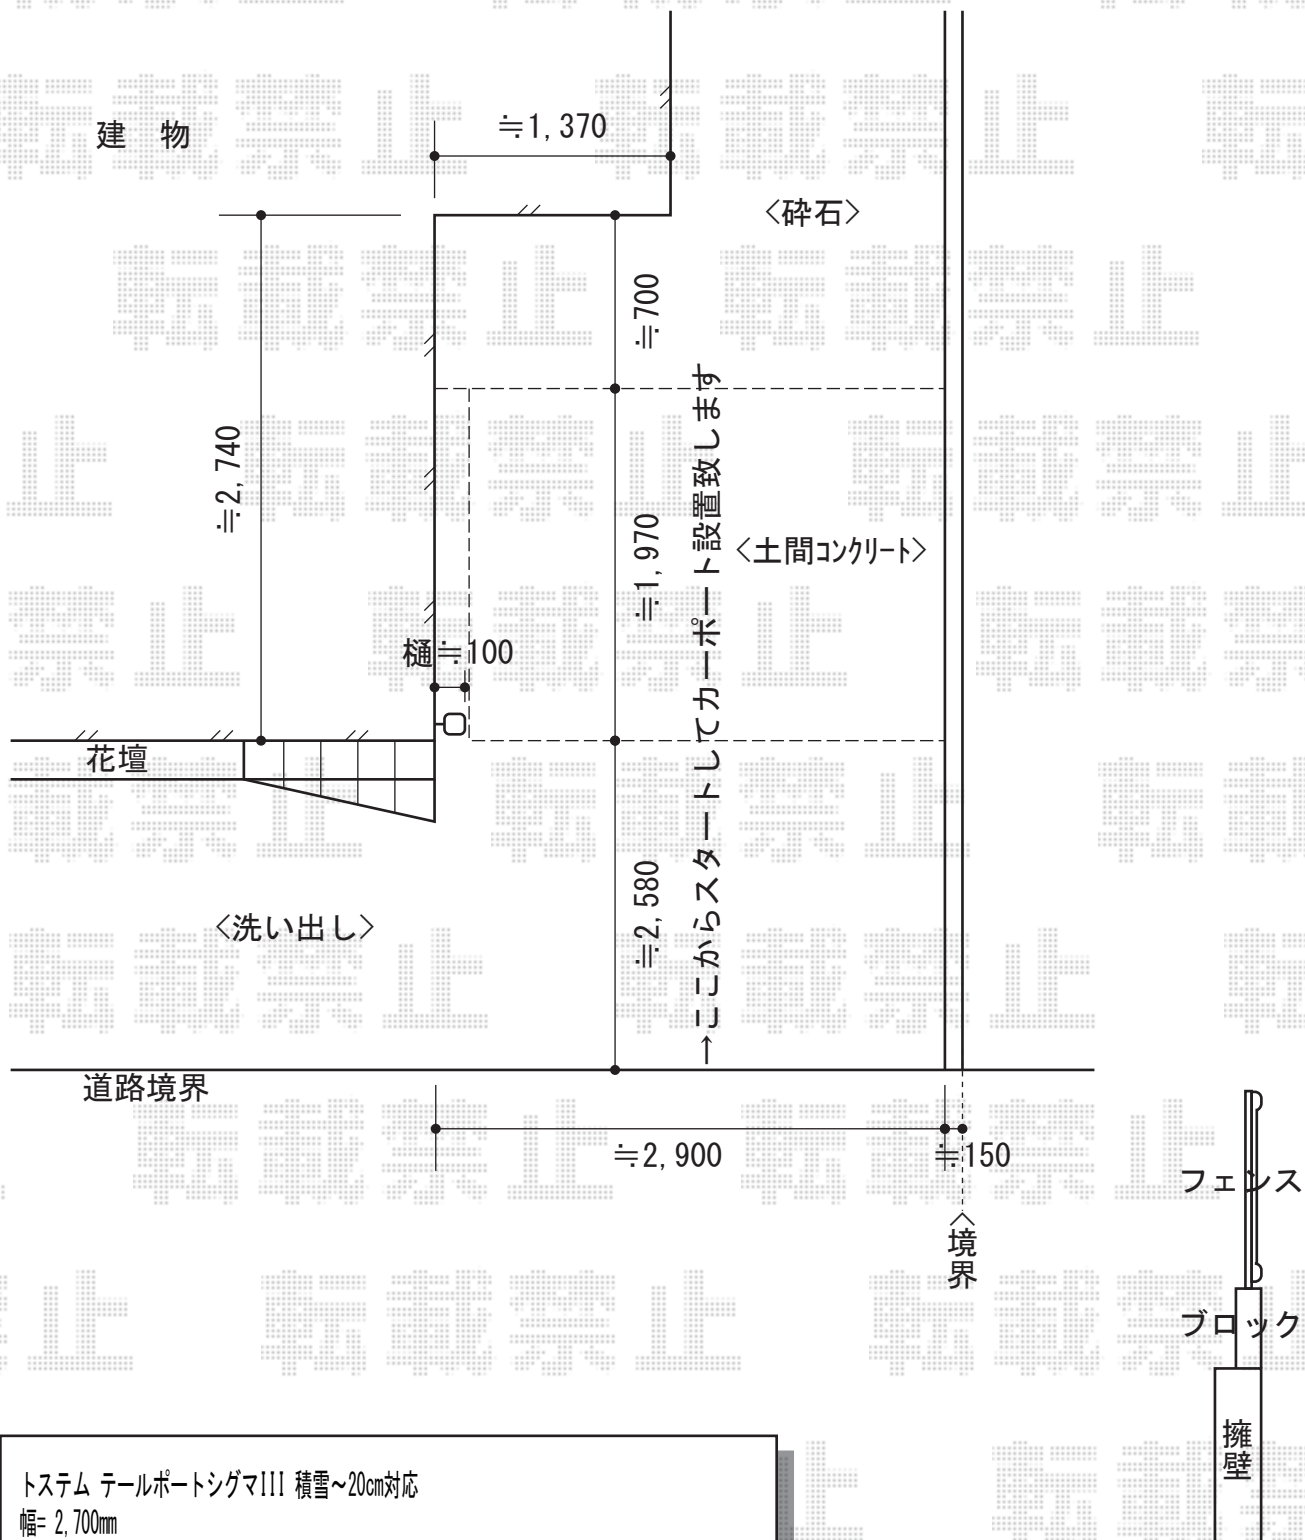 建　物
≒1,370
〈砕石〉
≒700
≒2,740
≒1,970
〈土間コンクリート〉
樋≒100
花壇
→ここからスタートしてカーポート設置致します
≒2,580
〈洗い出し〉
道路境界
≒2,900
≒150
〈境界
フェンス
ブロック
擁壁
トステム テールポートシグマIII 積雪～20cm対応
幅= 2,700mm
転載禁止